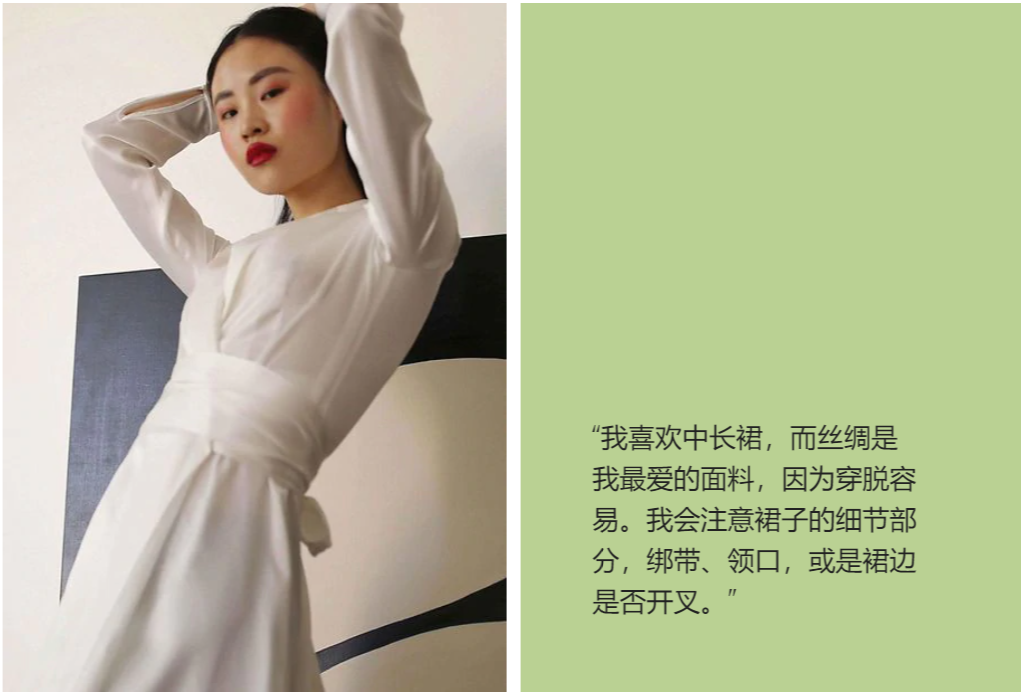 “我喜欢中长裙，而丝绸是
我最爱的面料，因为穿脱容
易。我会注意裙子的细节部
分，绑带、领口，或是裙边
是否开叉。”